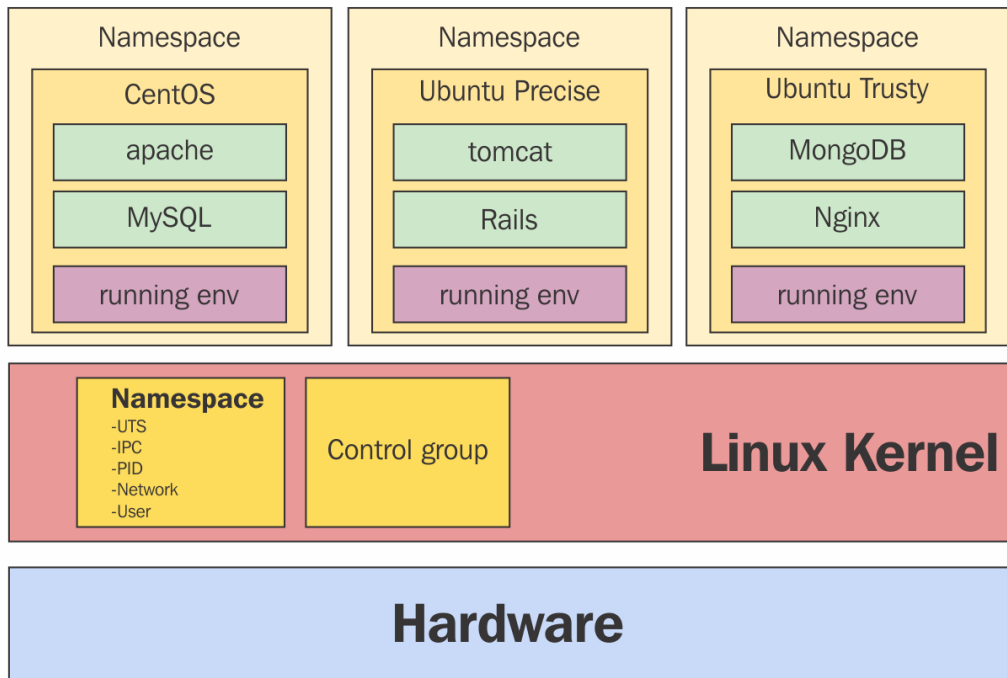 Namespace
CentOS
apache
MySQL
running env
Namespace
Ubuntu Precise
tomcat
Rails
running env
Namespace
Ubuntu Trusty
MongoDB
Nginx
running env
Namespace
-UTS
-IPC
-PID
-Network
-User
Control group
Linux Kernel
Hardware